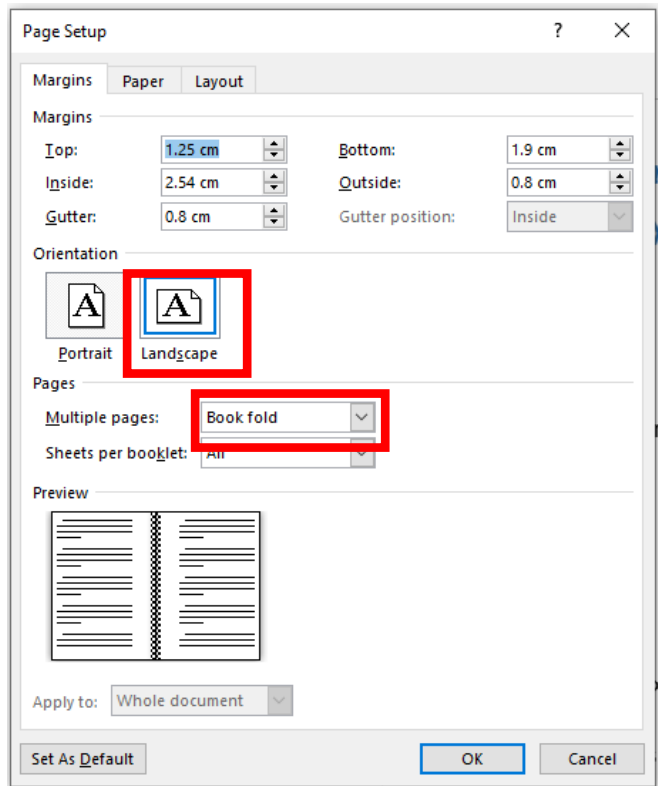 Page Setup ? ×
Margins Paper Layout
Margins
Top: 1.25 cm Bottom: 1.9 cm
Inside: 2.54 cm Outside: 0.8 cm
Gutter: 0.8 cm Gutter position: Inside
Orientation
A A
Portrait Landscape
Pages
Multiple pages: Book fold
Sheets per booklet: All
Preview
Apply to: Whole document
Set As Default OK Cancel